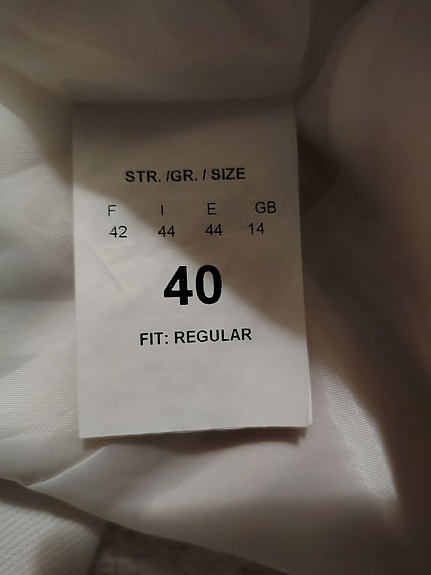 STR. /GR. / SIZE
F I E GB
42 44 44 14
40
FIT: REGULAR